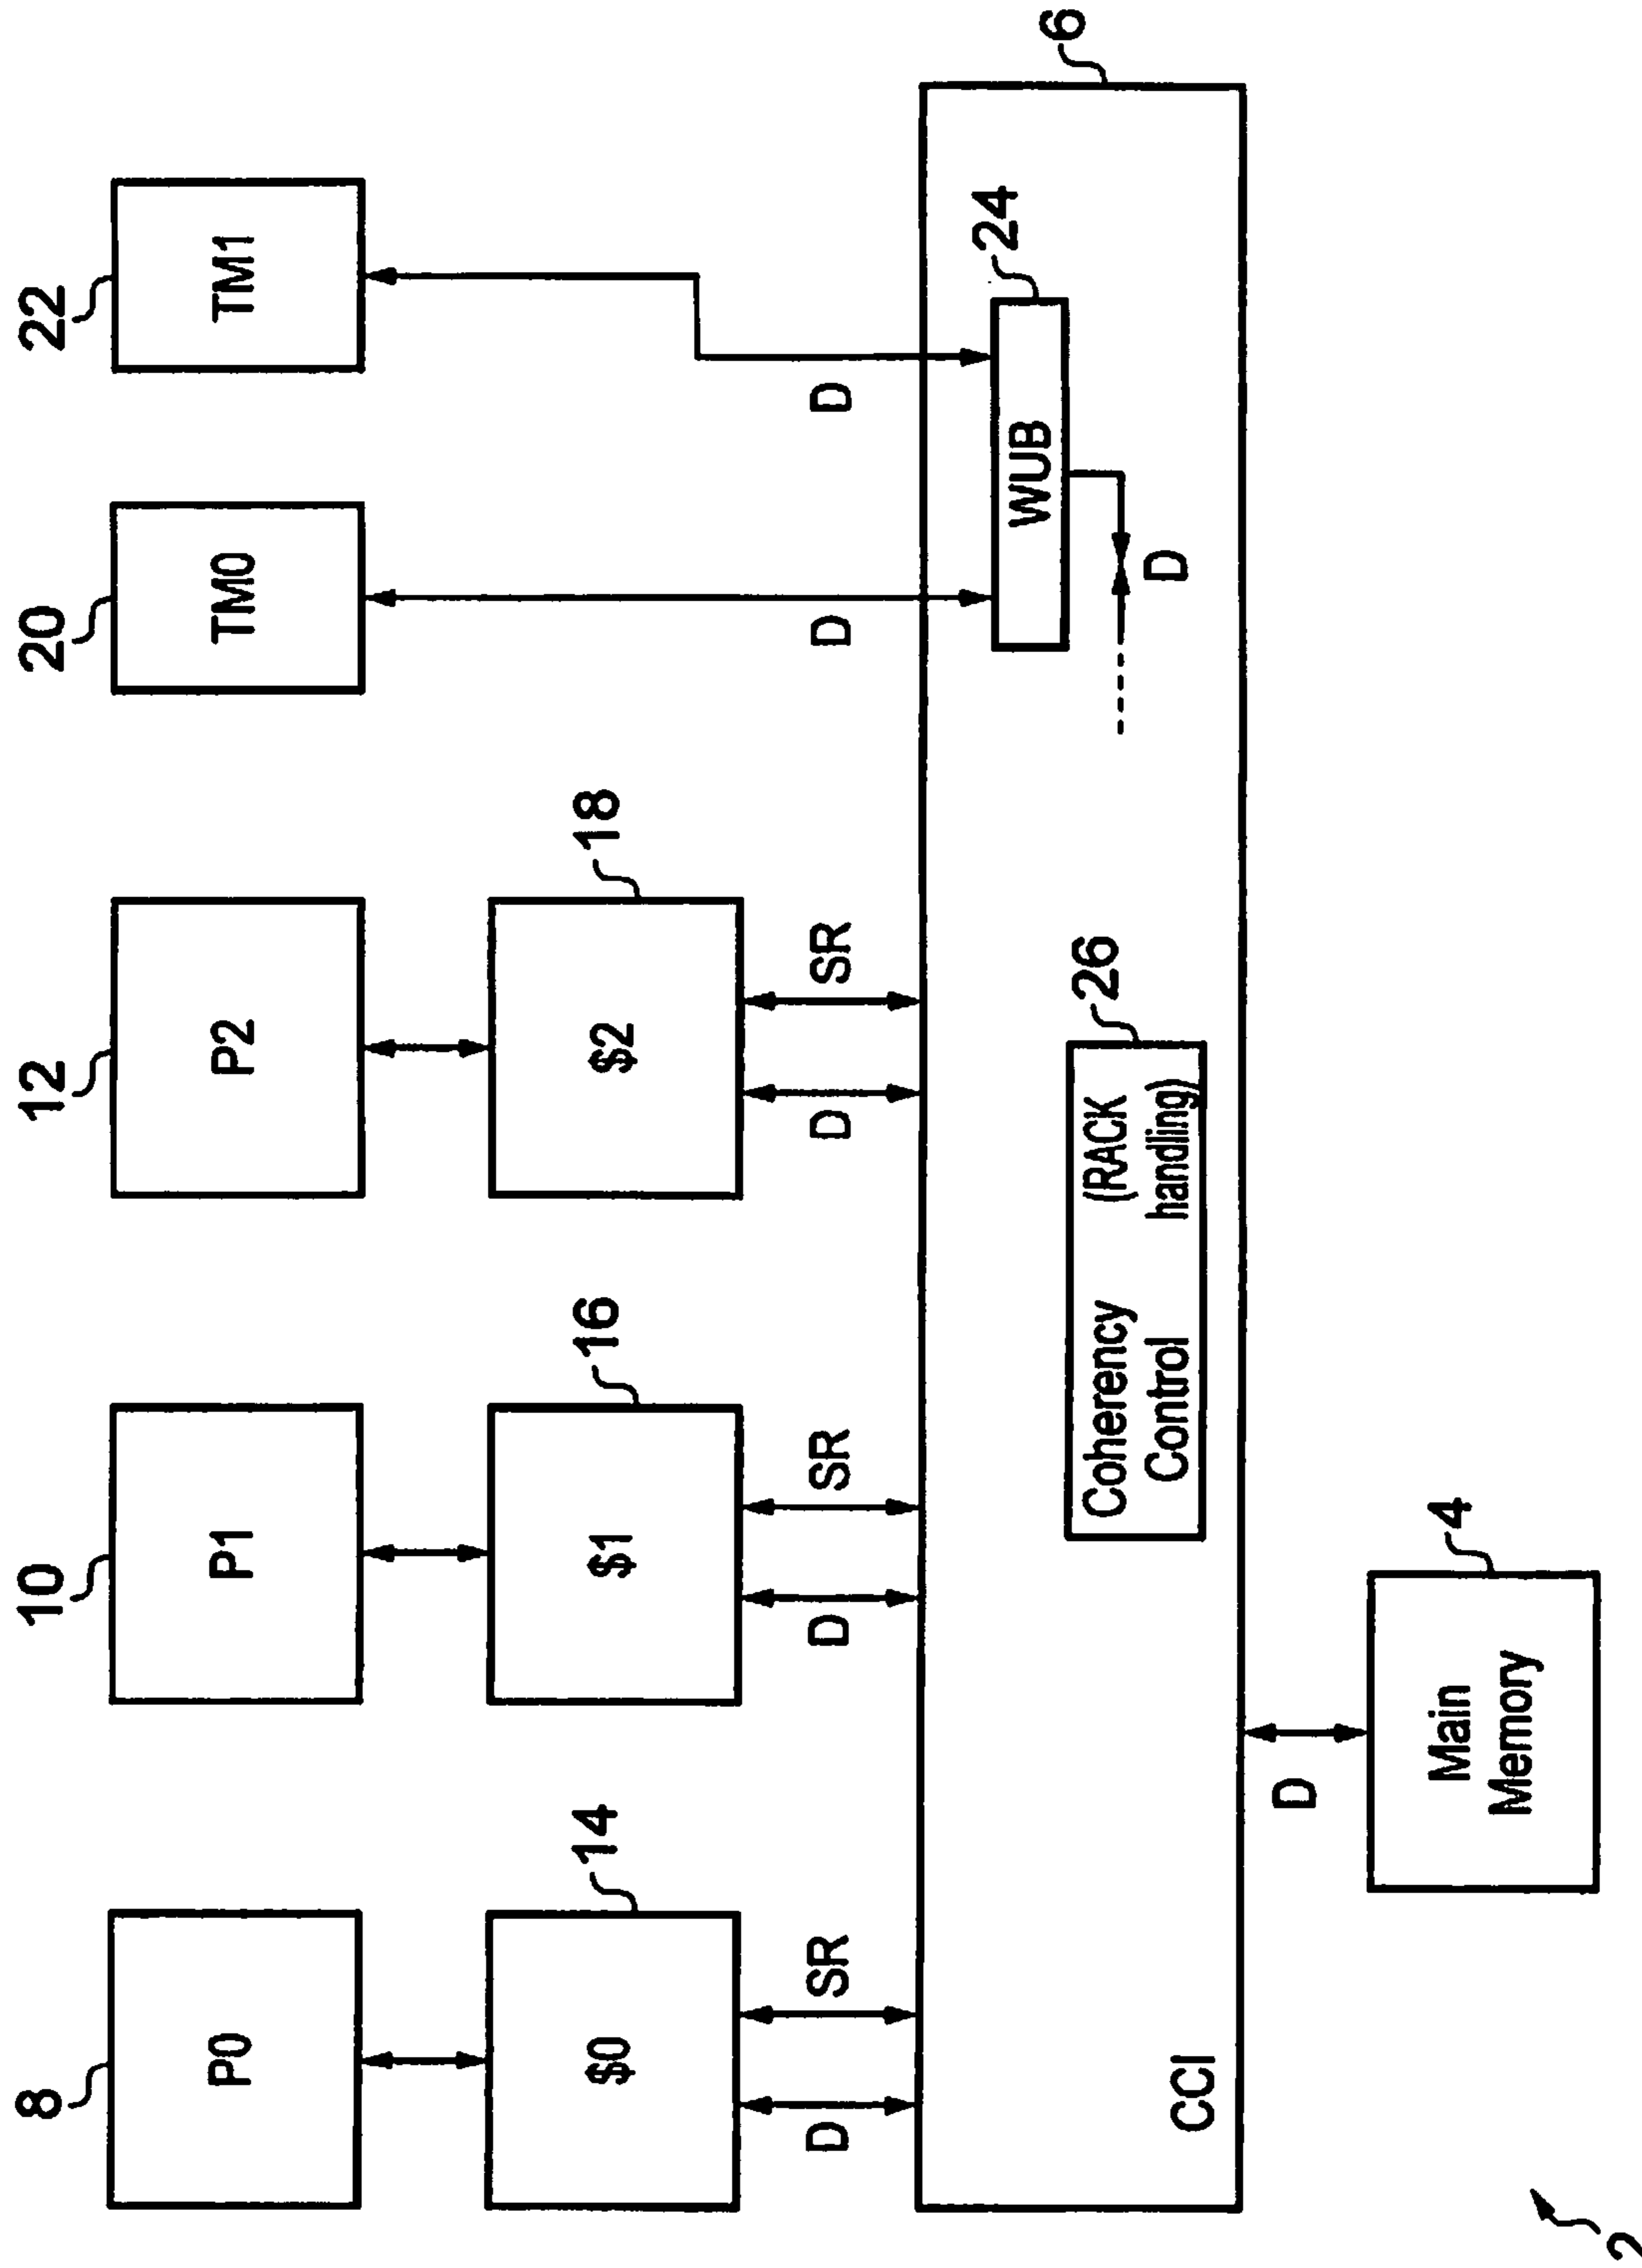 8
10
12
20
22
P0
P1
P2
TM0
TM1
14
16
18
$0
$1
$2
D
SR
D
SR
D
SR
D
D
24
6
WUB
D
26
Coherency (RACK
Control handling)
CCI
D
4
Main
Memory
2